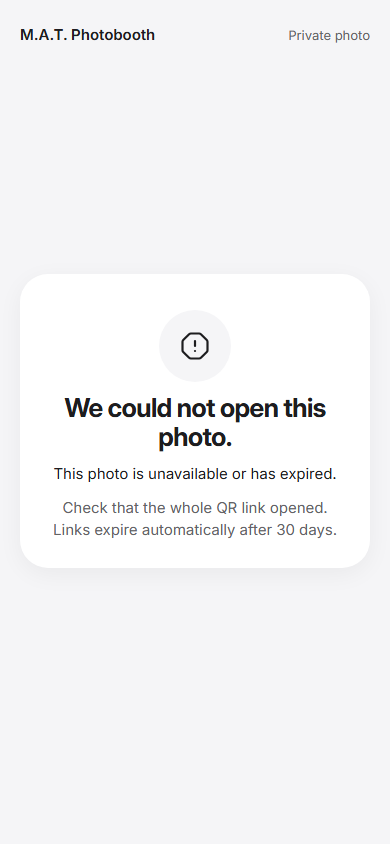 M.A.T. Photobooth
Private photo
We could not open this
photo.
This photo is unavailable or has expired.
Check that the whole QR link opened.
Links expire automatically after 30 days.